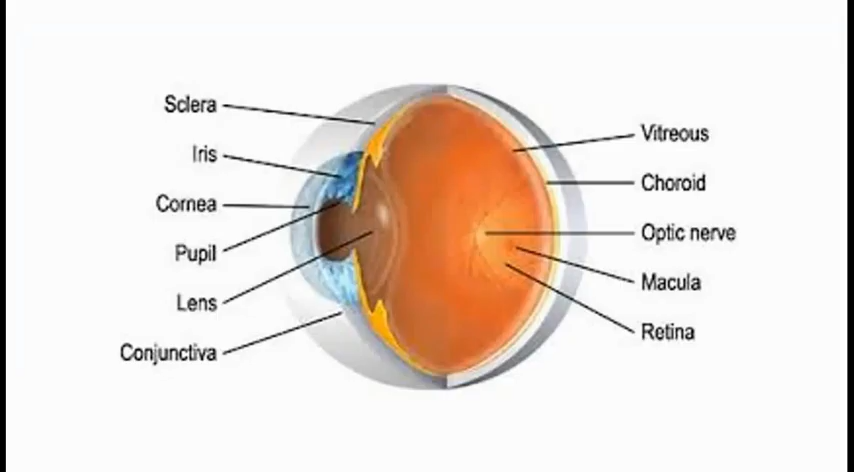 Sclera
Iris
Cornea
Pupil
Lens
Conjunctiva
Vitreous
Choroid
Optic nerve
Macula
Retina